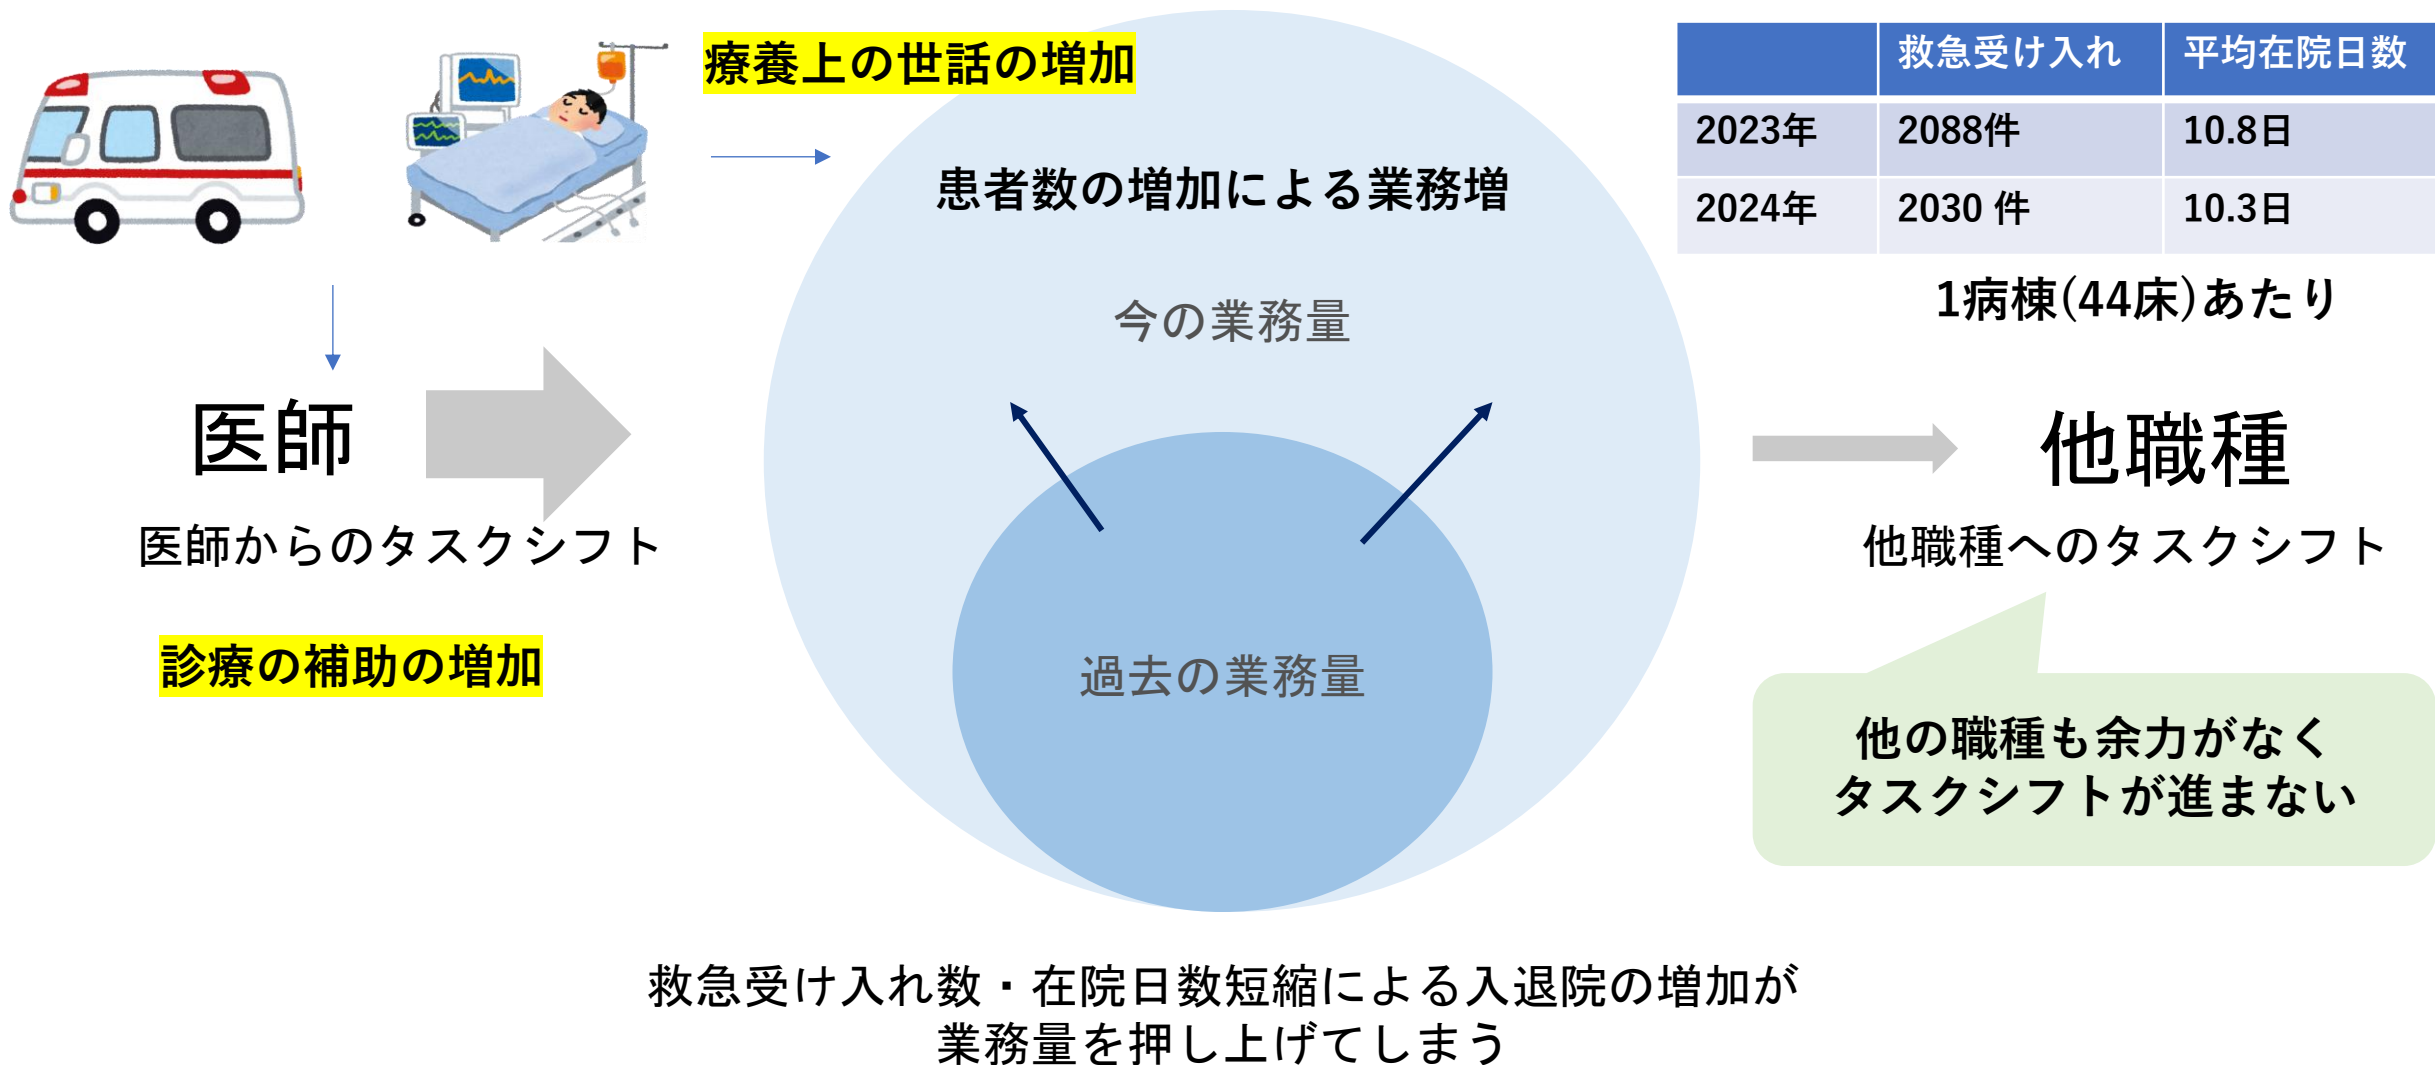 療養上の世話の増加
患者数の増加による業務増
今の業務量
過去の業務量
救急受け入れ 平均在院日数
2023年 2088件 10.8日
2024年 2030 件 10.3日
1病棟(44床)あたり
医師
医師からのタスクシフト
診療の補助の増加
他職種
他職種へのタスクシフト
他の職種も余力がなく
タスクシフトが進まない
救急受け入れ数・在院日数短縮による入退院の増加が
業務量を押し上げてしまう